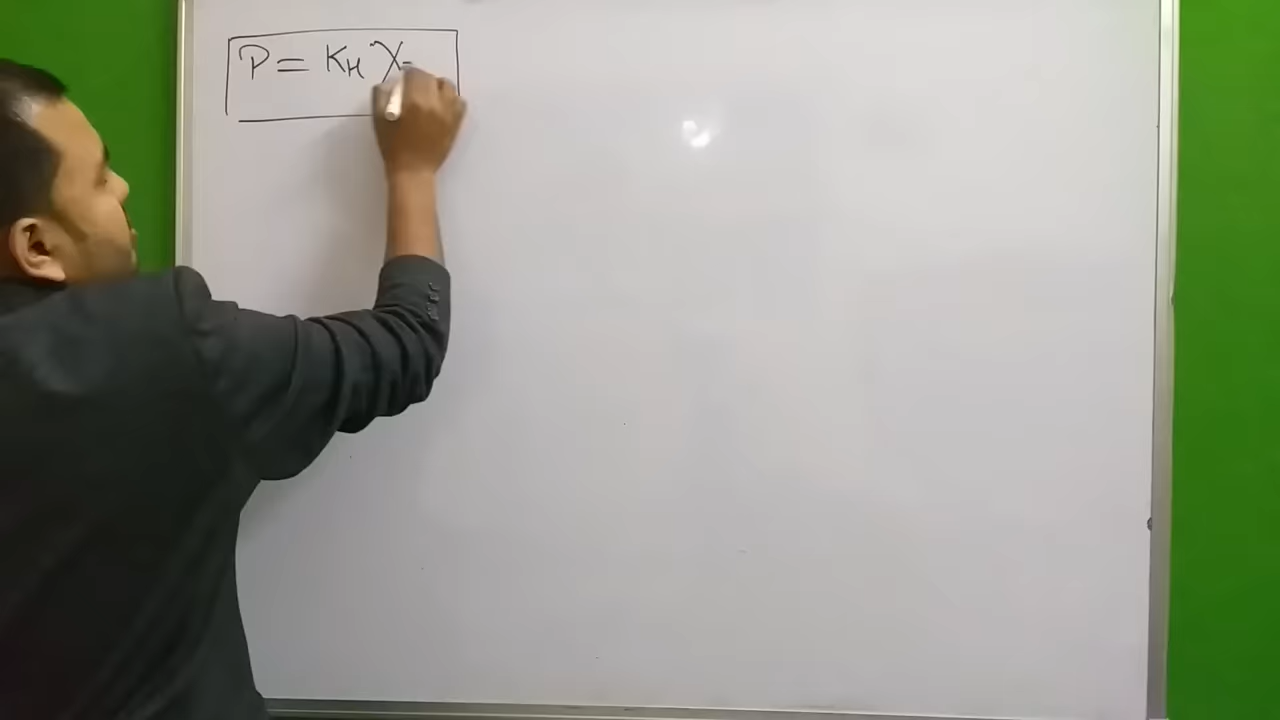 P = KH X